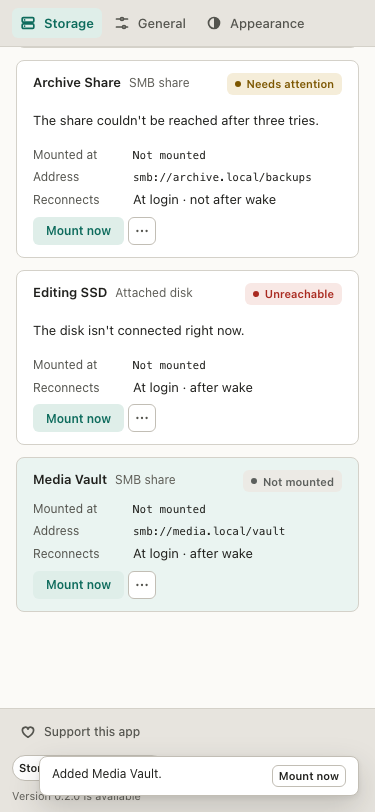 Storage General Appearance
Archive Share SMB share Needs attention
The share couldn't be reached after three tries.
Mounted at Not mounted
Address smb://archive.local/backups
Reconnects At login · not after wake
Mount now ···
Editing SSD Attached disk Unreachable
The disk isn't connected right now.
Mounted at Not mounted
Reconnects At login · after wake
Mount now ···
Media Vault SMB share Not mounted
Mounted at Not mounted
Address smb://media.local/vault
Reconnects At login · after wake
Mount now ···
Support this app
Added Media Vault. Mount now
Version 0.2.0 is available